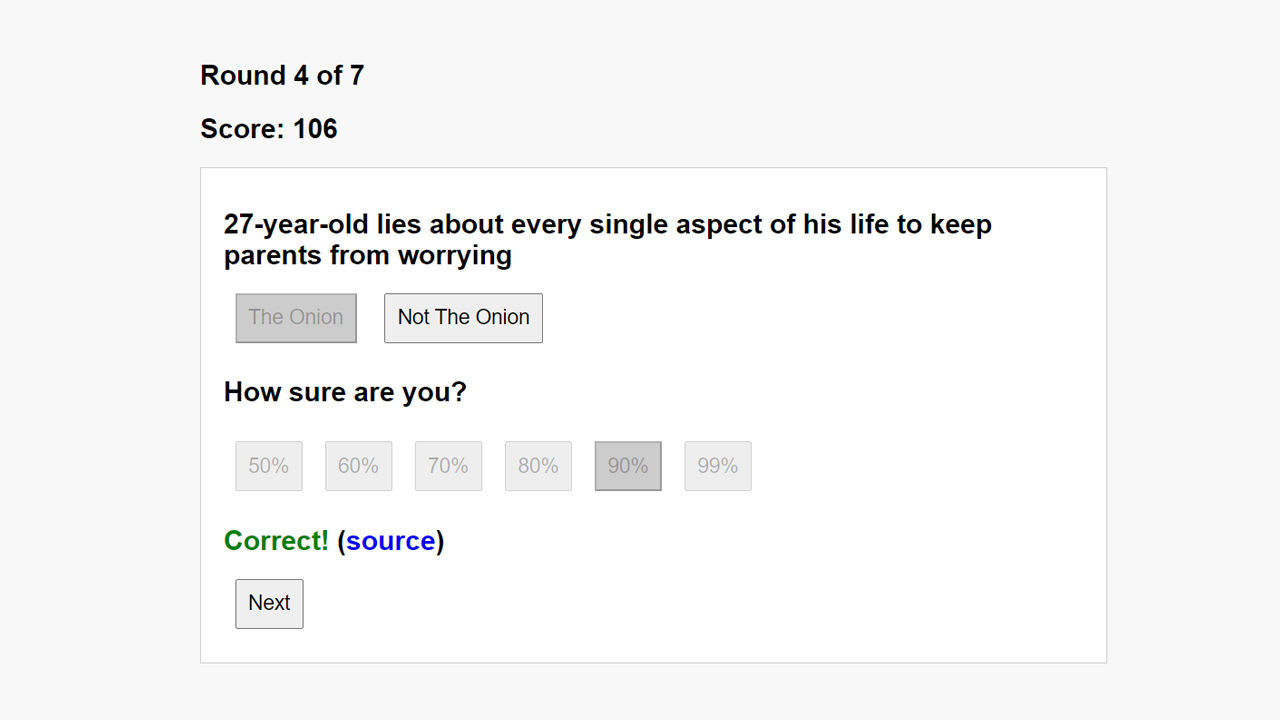 Round 4 of 7
Score: 106
27-year-old lies about every single aspect of his life to keep
parents from worrying
The Onion Not The Onion
How sure are you?
50% 60% 70% 80% 90% 99%
Correct! (source)
Next